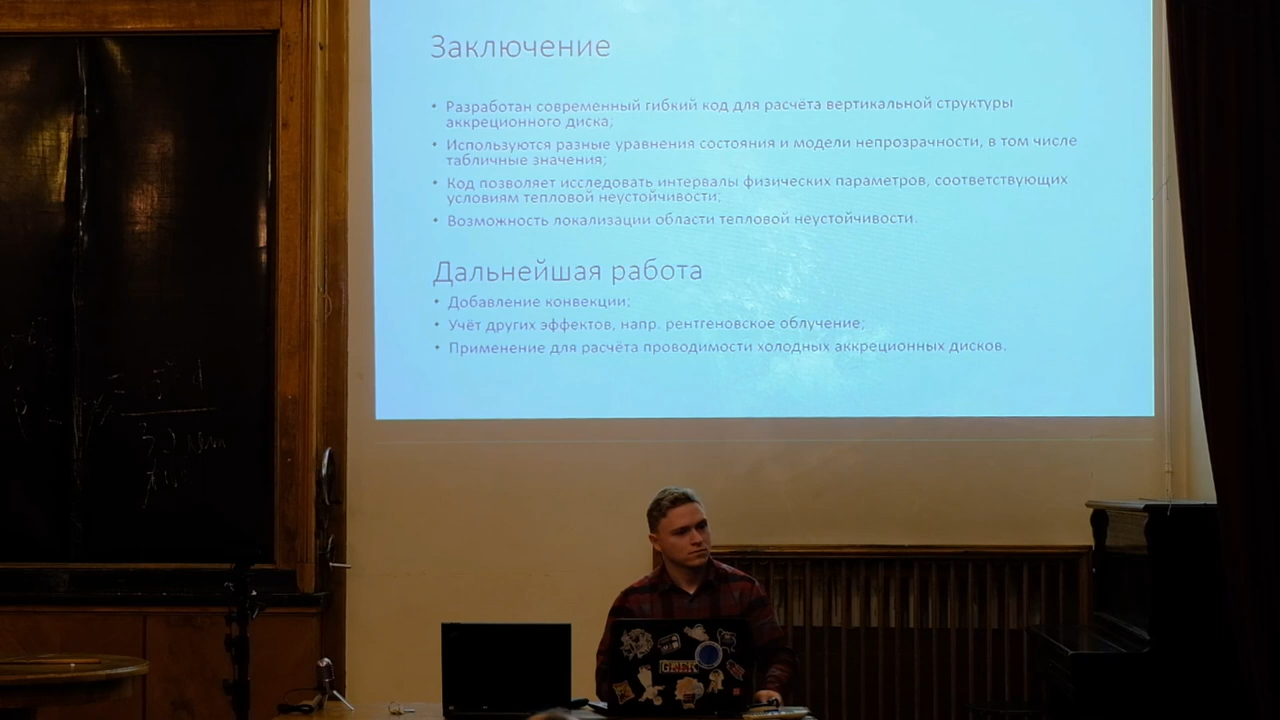 Заключение
• Разработан современный гибкий код для расчёта вертикальной структуры
аккреционного диска;
• Используются разные уравнения состояния и модели непрозрачности, в том числе
табличные значения;
• Код позволяет исследовать интервалы физических параметров, соответствующих
условиям тепловой неустойчивости;
• Возможность локализации области тепловой неустойчивости.
Дальнейшая работа
• Добавление конвекции;
• Учёт других эффектов, напр. рентгеновское облучение;
• Применение для расчёта проводимости холодных аккреционных дисков.
GEEK